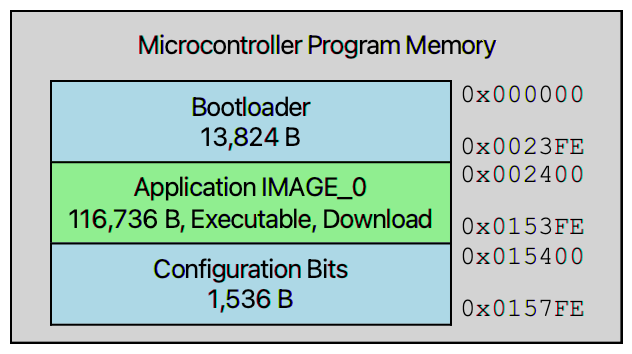 Microcontroller Program Memory
Bootloader
13,824 B
0x000000
0x0023FE
Application IMAGE_0
116,736 B, Executable, Download
0x002400
0x0153FE
Configuration Bits
1,536 B
0x015400
0x0157FE